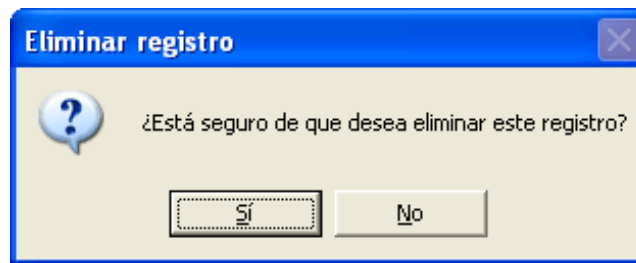 Eliminar registro
¿Está seguro de que desea eliminar este registro?
Sí No